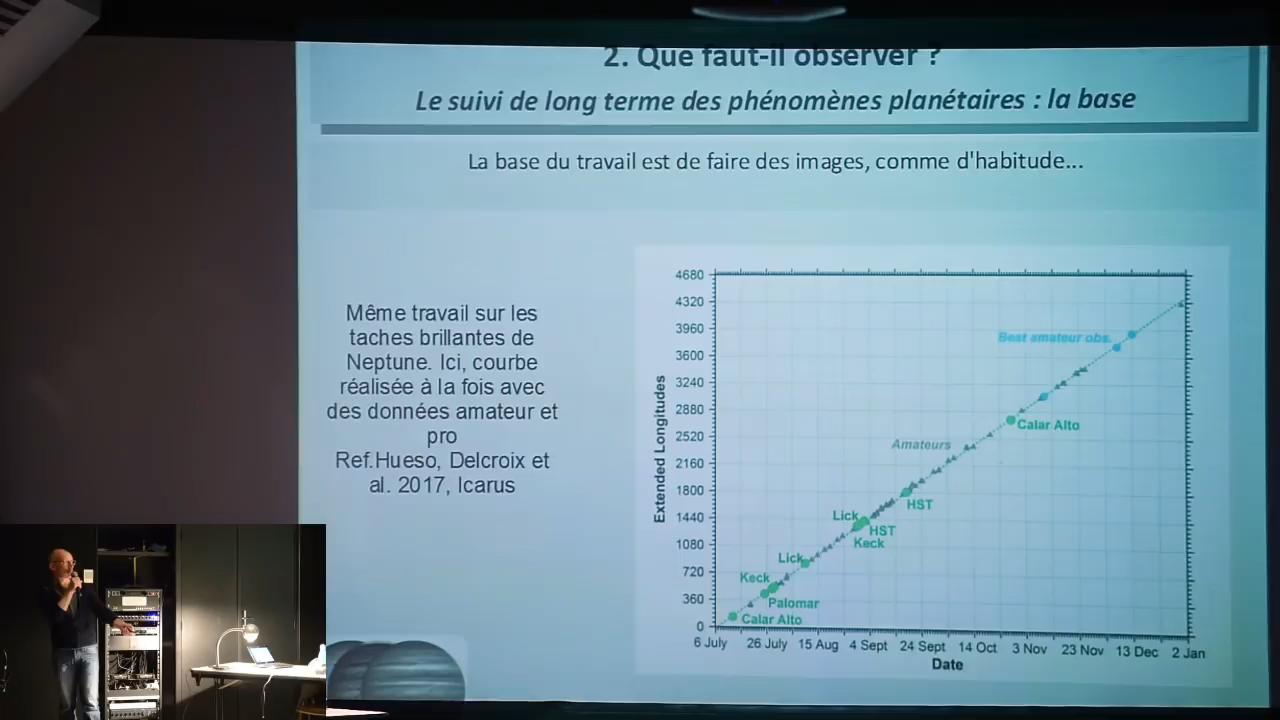 2. Que faut-il observer ?
Le suivi de long terme des phénomènes planétaires : la base
La base du travail est de faire des images, comme d'habitude...
Même travail sur les
taches brillantes de
Neptune. Ici, courbe
réalisée à la fois avec
des données amateur et
pro
Ref.Hueso, Delcroix et
al. 2017, Icarus
Extended Longitudes
4680
4320
3960
3600
3240
2880
2520
2160
1800
1440
1080
720
360
0
Best amateur obs.
Calar Alto
Amateurs
HST
Lick
HST
Keck
Lick
Keck
Palomar
Calar Alto
6 July 26 July 15 Aug 4 Sept 24 Sept 14 Oct 3 Nov 23 Nov 13 Dec 2 Jan
Date